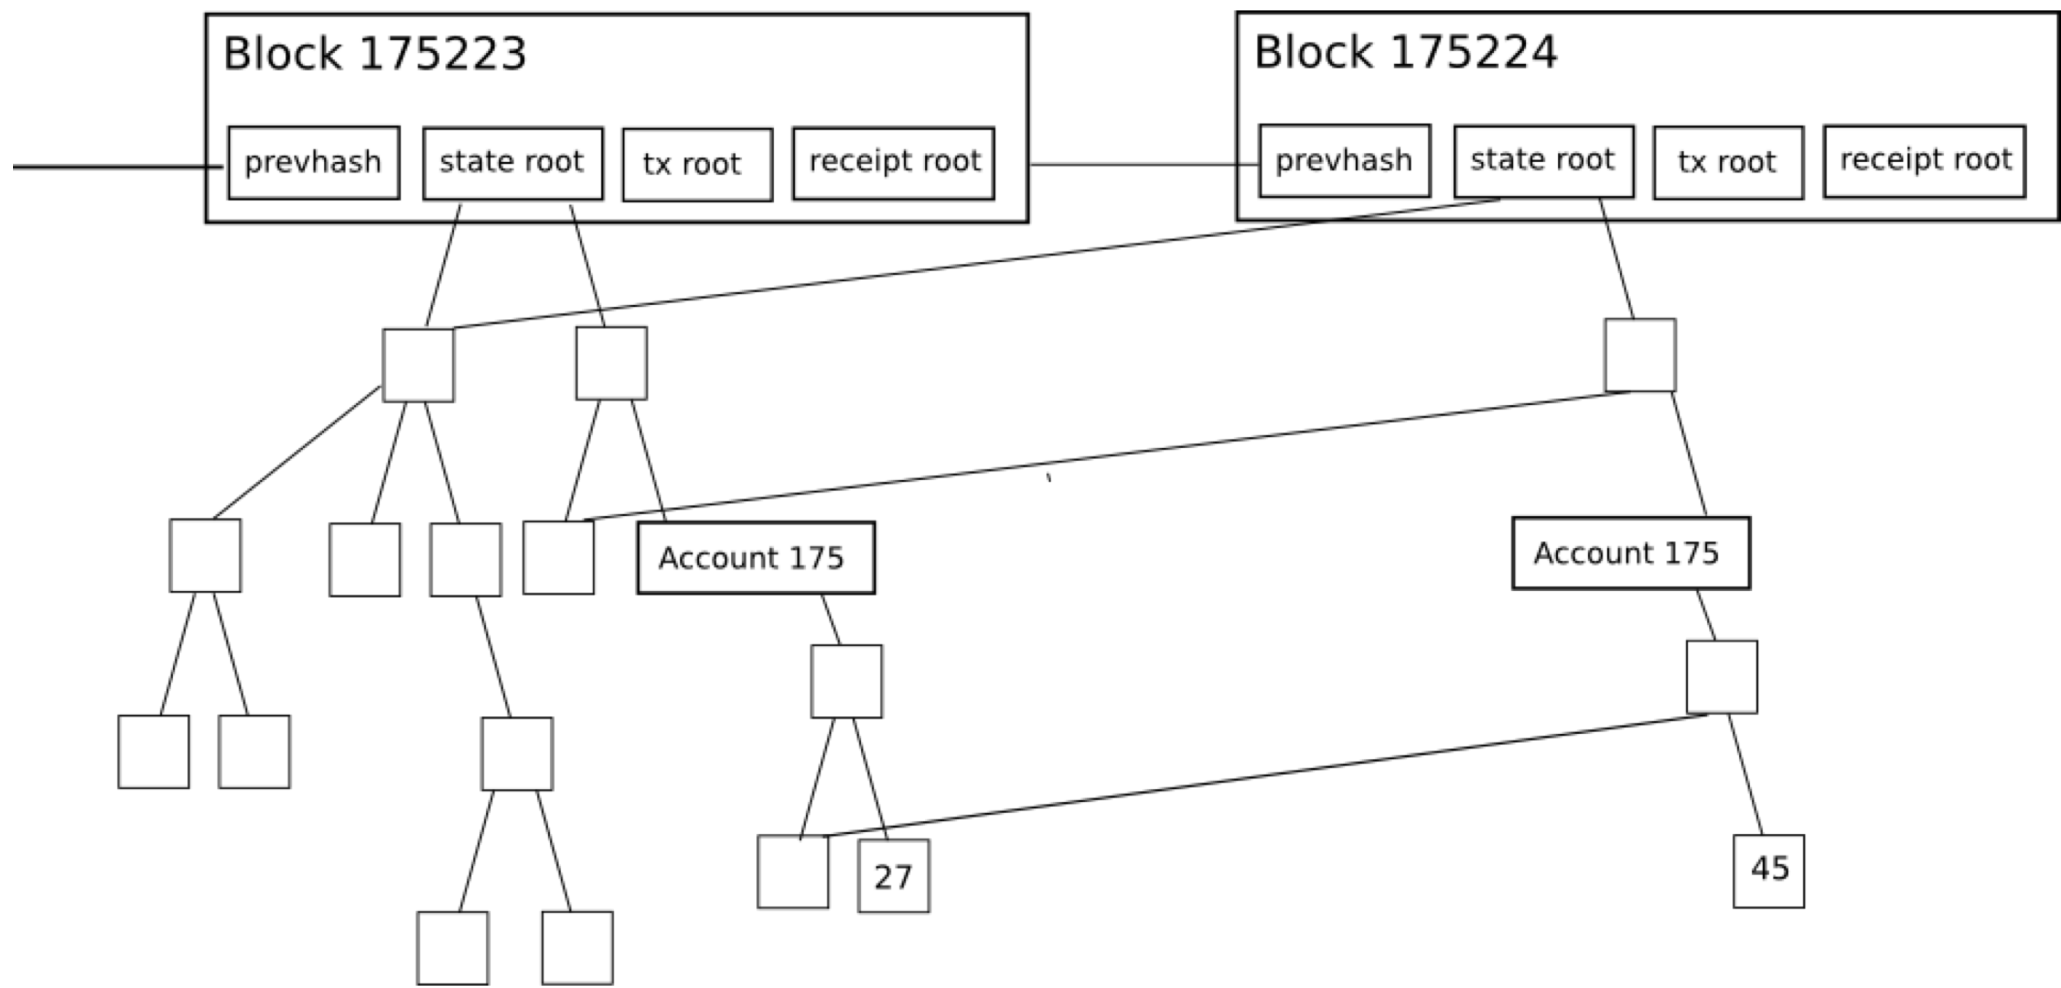 Block 175223
prevhash
state root
tx root
receipt root
Block 175224
prevhash
state root
tx root
receipt root
Account 175
27
Account 175
45